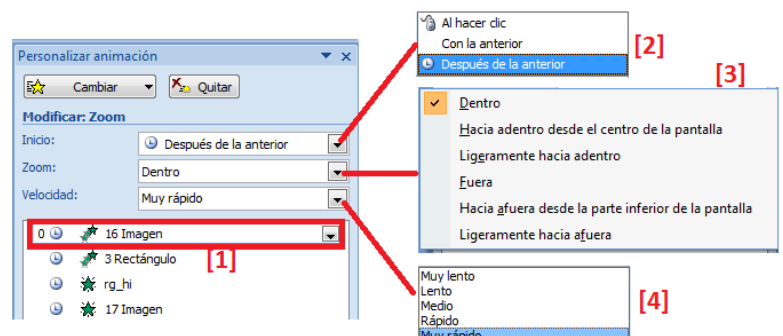 Personalizar animación
Cambiar
Quitar
Modificar: Zoom
Inicio:
Después de la anterior
Zoom:
Dentro
Velocidad:
Muy rápido
0 16 Imagen
[1]
3 Rectángulo
rg_hi
17 Imagen
Al hacer clic
Con la anterior
Después de la anterior
[2]
[3]
Dentro
Hacia adentro desde el centro de la pantalla
Ligeramente hacia adentro
Fuera
Hacia afuera desde la parte inferior de la pantalla
Ligeramente hacia afuera
Muy lento
Lento
Medio
Rápido
Muy rápido
[4]